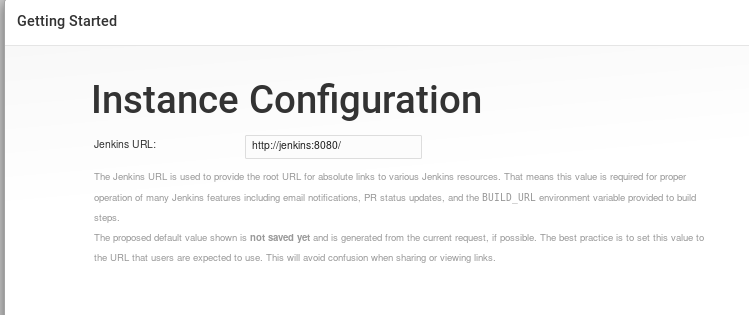 Getting Started
Instance Configuration
Jenkins URL: http://jenkins:8080/
The Jenkins URL is used to provide the root URL for absolute links to various Jenkins resources. That means this value is required for proper
operation of many Jenkins features including email notifications, PR status updates, and the BUILD_URL environment variable provided to build
steps.
The proposed default value shown is not saved yet and is generated from the current request, if possible. The best practice is to set this value to
the URL that users are expected to use. This will avoid confusion when sharing or viewing links.